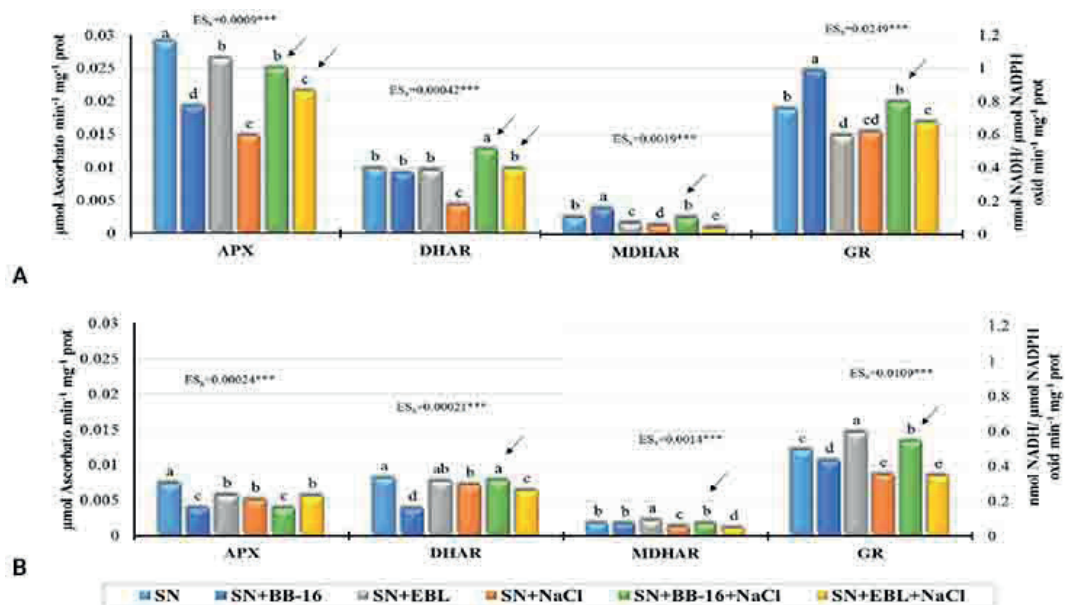 ESx=0.0009***
ESx=0.00042***
ESx=0.0019***
ESx=0.0249***
0.03
0.025
0.02
0.015
0.01
0.005
0
µmol Ascorbato min-1 mg-1 prot
a d b e b c
b b b c a b
b a c d b e
b a d cd b c
1.2
1
0.8
0.6
0.4
0.2
0
nmol NADH/ µmol NADPH
oxid min-1 mg-1 prot
APX DHAR MDHAR GR
A
0.03
0.025
0.02
0.015
0.01
0.005
0
µmol Ascorbato min-1 mg-1 prot
ESx=0.00024***
ESx=0.00021***
ESx=0.0014***
ESx=0.0109***
a c b b c b
a d ab b a c
b b a c b d
c d a e b e
1.2
1
0.8
0.6
0.4
0.2
0
nmol NADH/ µmol NADPH
oxid min-1 mg-1 prot
APX DHAR MDHAR GR
B
SN SN+BB-16 SN+EBL SN+NaCl SN+BB-16+NaCl SN+EBL+NaCl